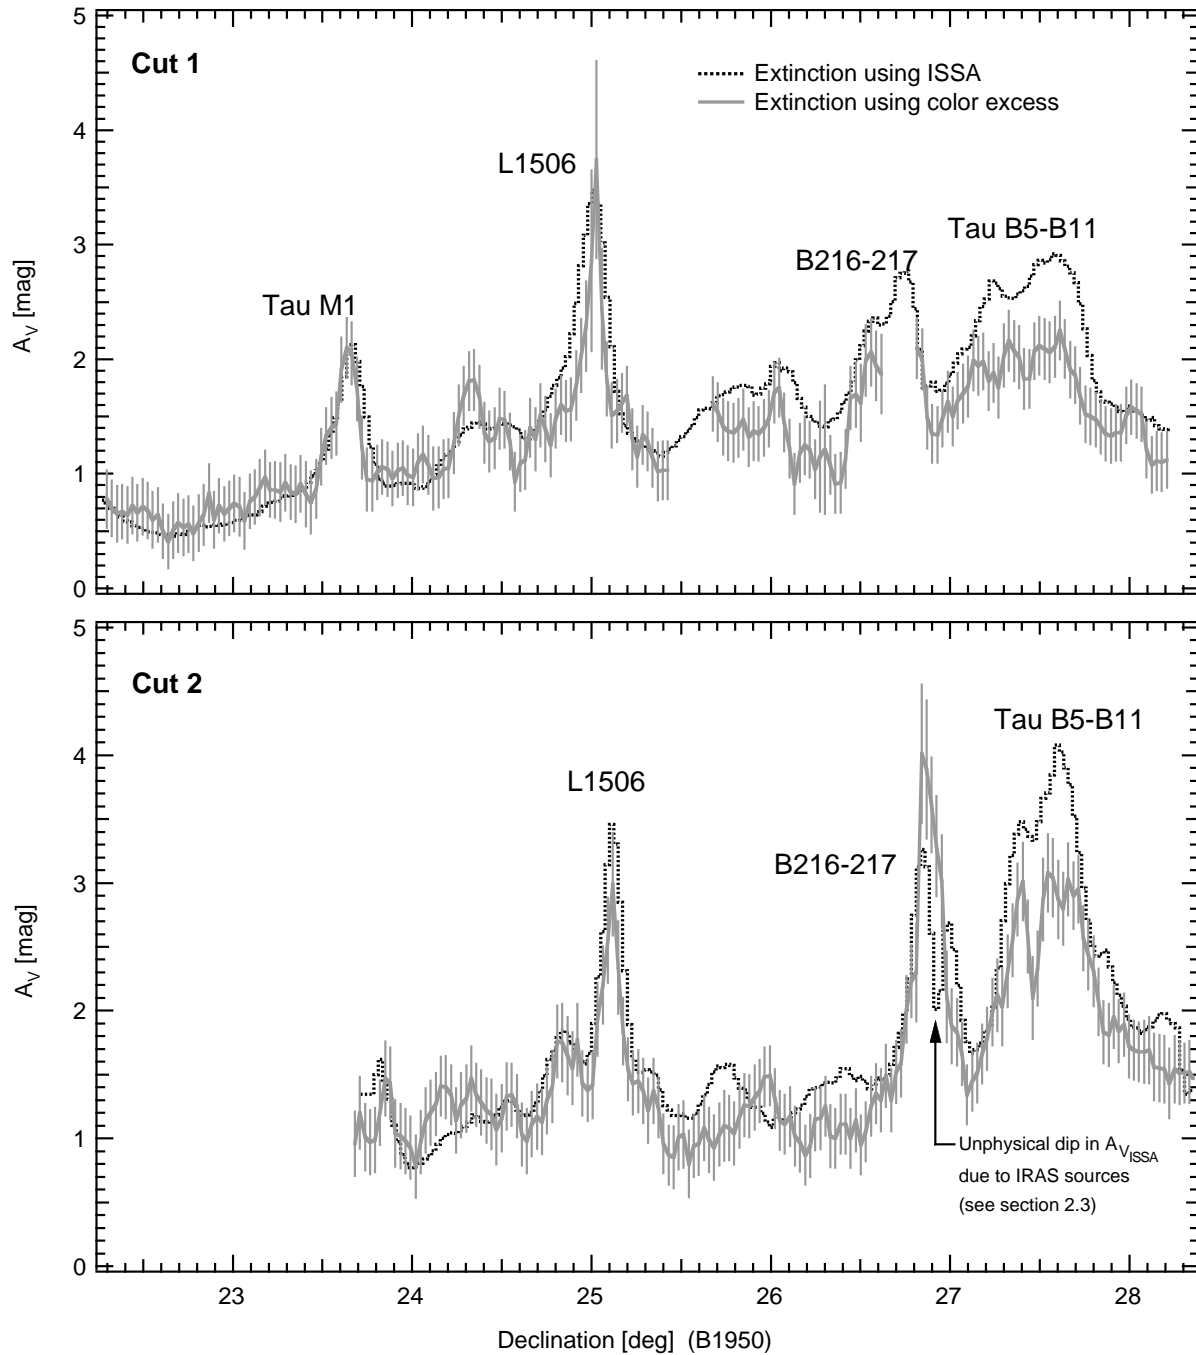 5
Cut 1
Extinction using ISSA
Extinction using color excess
4
L1506
3
Tau B5-B11
B216-217
Tau M1
2
1
0
A_V [mag]
5
Cut 2
Tau B5-B11
4
L1506
B216-217
3
2
1
Unphysical dip in A_V_ISSA
due to IRAS sources
(see section 2.3)
0
A_V [mag]
23 24 25 26 27 28
Declination [deg] (B1950)